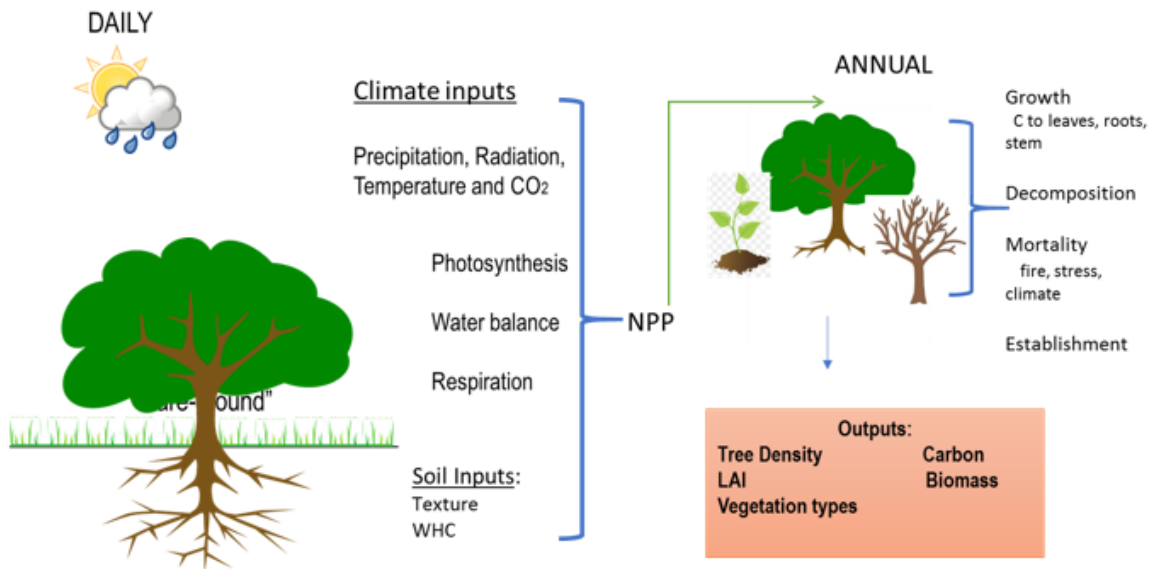 DAILY
Climate inputs
Precipitation, Radiation,
Temperature and CO₂
Photosynthesis
Water balance
Respiration
Soil Inputs:
Texture
WHC
NPP
ANNUAL
Growth
C to leaves, roots,
stem
Decomposition
Mortality
fire, stress,
climate
Establishment
Outputs:
Tree Density Carbon
LAI Biomass
Vegetation types